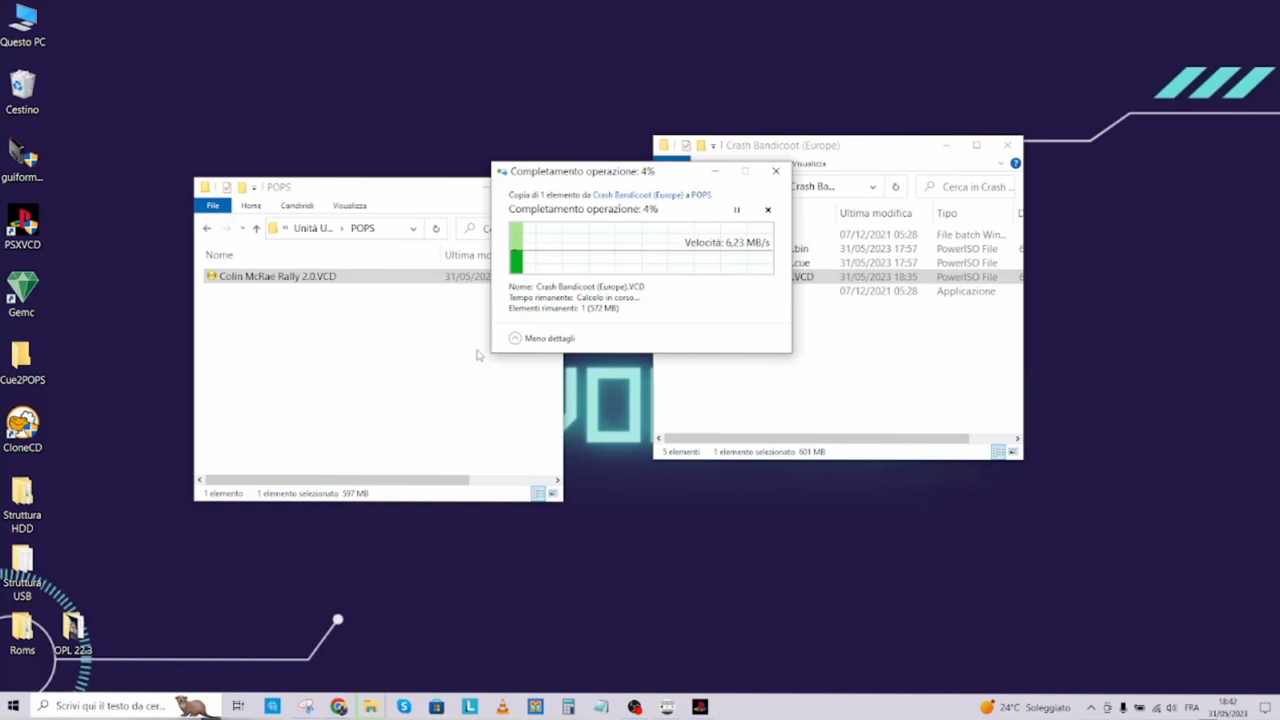 Questo PC
Cestino
guiform...
PSXVCD
Gemc
Cue2POPS
CloneCD
Struttura
HDD
Struttura
USB
Roms
OPL 22.3
POPS
File
Home
Condividi
Visualizza
« Unità U... › POPS
Nome
Ultima mo
Colin McRae Rally 2.0.VCD
31/05/202
1 elemento
1 elemento selezionato 597 MB
Completamento operazione: 4%
Copia di 1 elemento da Crash Bandicoot (Europe) a POPS
Completamento operazione: 4%
Velocità: 6,23 MB/s
Nome: Crash Bandicoot (Europe).VCD
Tempo rimanente: Calcolo in corso...
Elementi rimanenti: 1 (572 MB)
Meno dettagli
Crash Bandicoot (Europe)
Visualizza
Crash Ba...
Cerca in Crash ...
Ultima modifica
Tipo
07/12/2021 05:28
File batch Win...
.bin
31/05/2023 17:57
PowerISO File
.cue
31/05/2023 17:57
PowerISO File
.VCD
31/05/2023 18:35
PowerISO File
07/12/2021 05:28
Applicazione
5 elementi
1 elemento selezionato 601 MB
Scrivi qui il testo da cer...
24°C Soleggiato
FRA
18:42
31/05/2023